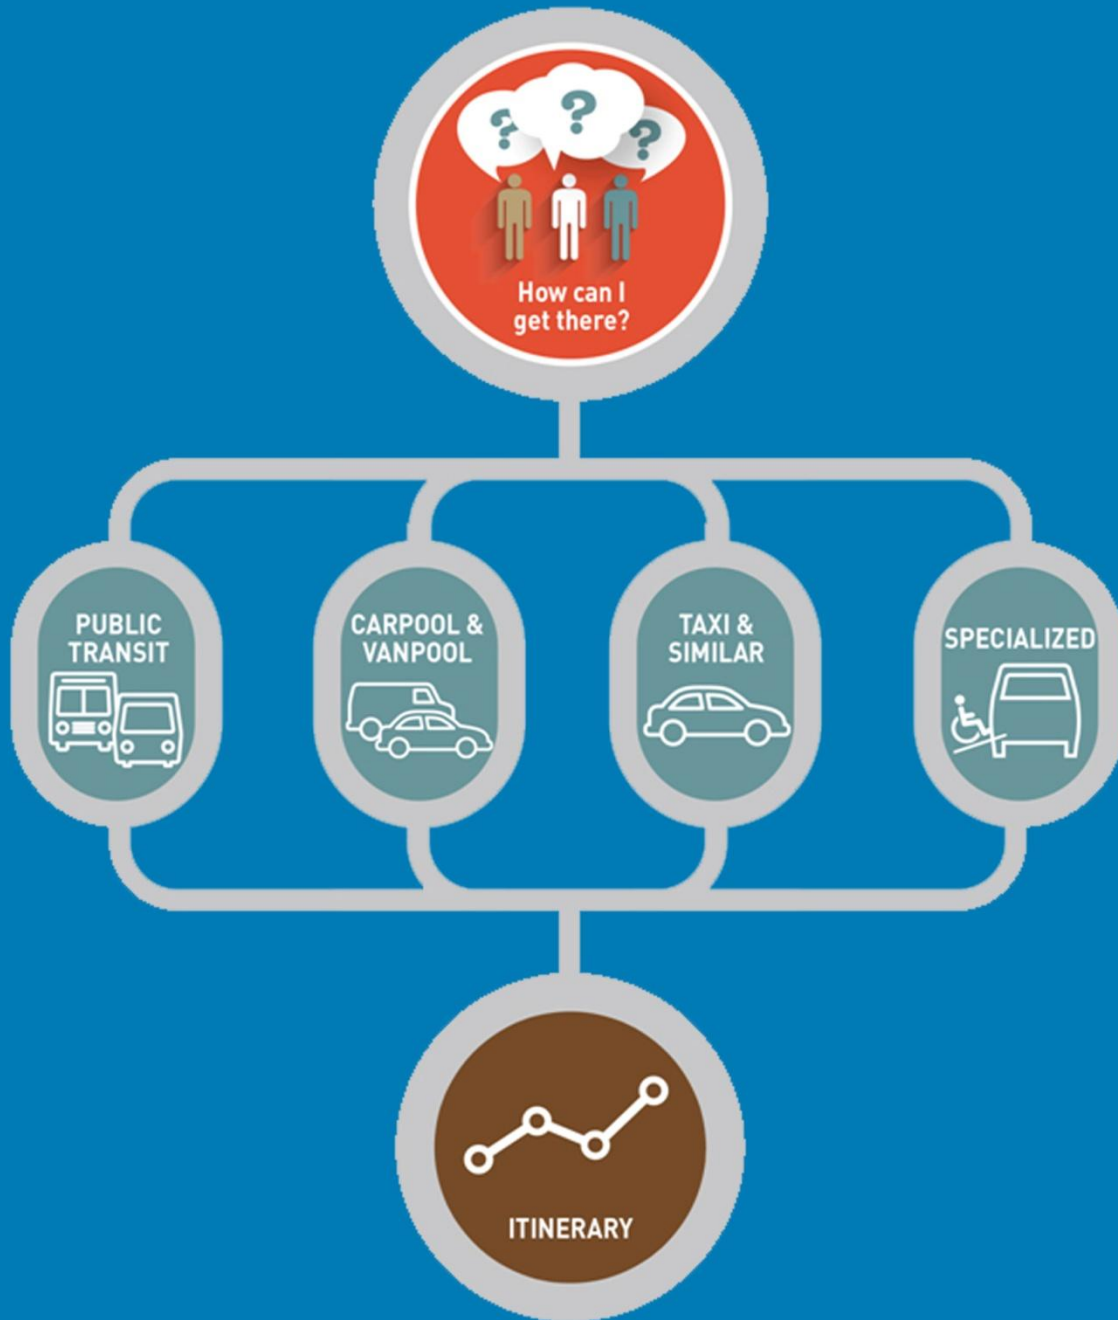 ? ? ?
How can I
get there?
PUBLIC
TRANSIT
CARPOOL &
VANPOOL
TAXI &
SIMILAR
SPECIALIZED
ITINERARY